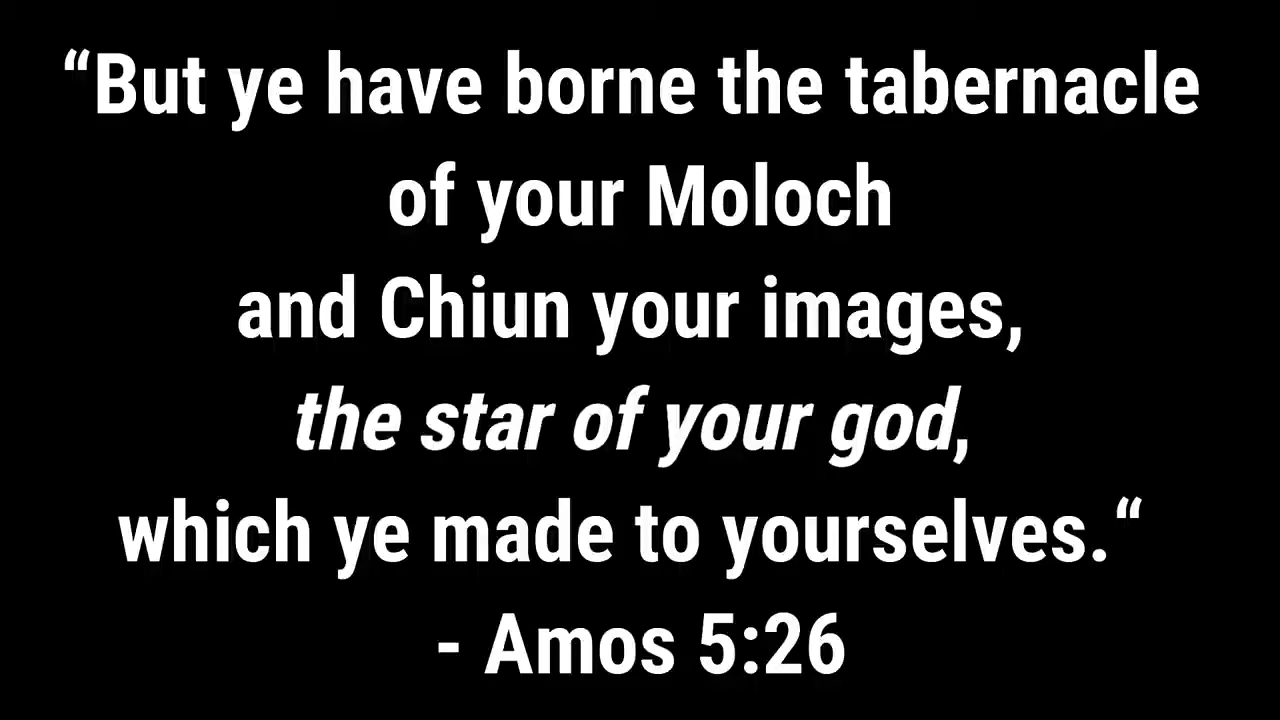 “But ye have borne the tabernacle
of your Moloch
and Chiun your images,
the star of your god,
which ye made to yourselves.“
- Amos 5:26